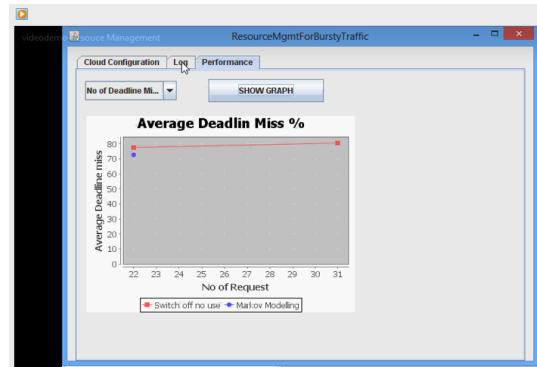 videodemo Resouce Management
ResourceMgmtForBurstyTraffic
Cloud Configuration Log Performance
No of Deadline Mi... SHOW GRAPH
Average Deadlin Miss %
Average Deadline miss
80
70
60
50
40
30
20
10
0
22 23 24 25 26 27 28 29 30 31
No of Request
Switch off no use Markov Modelling